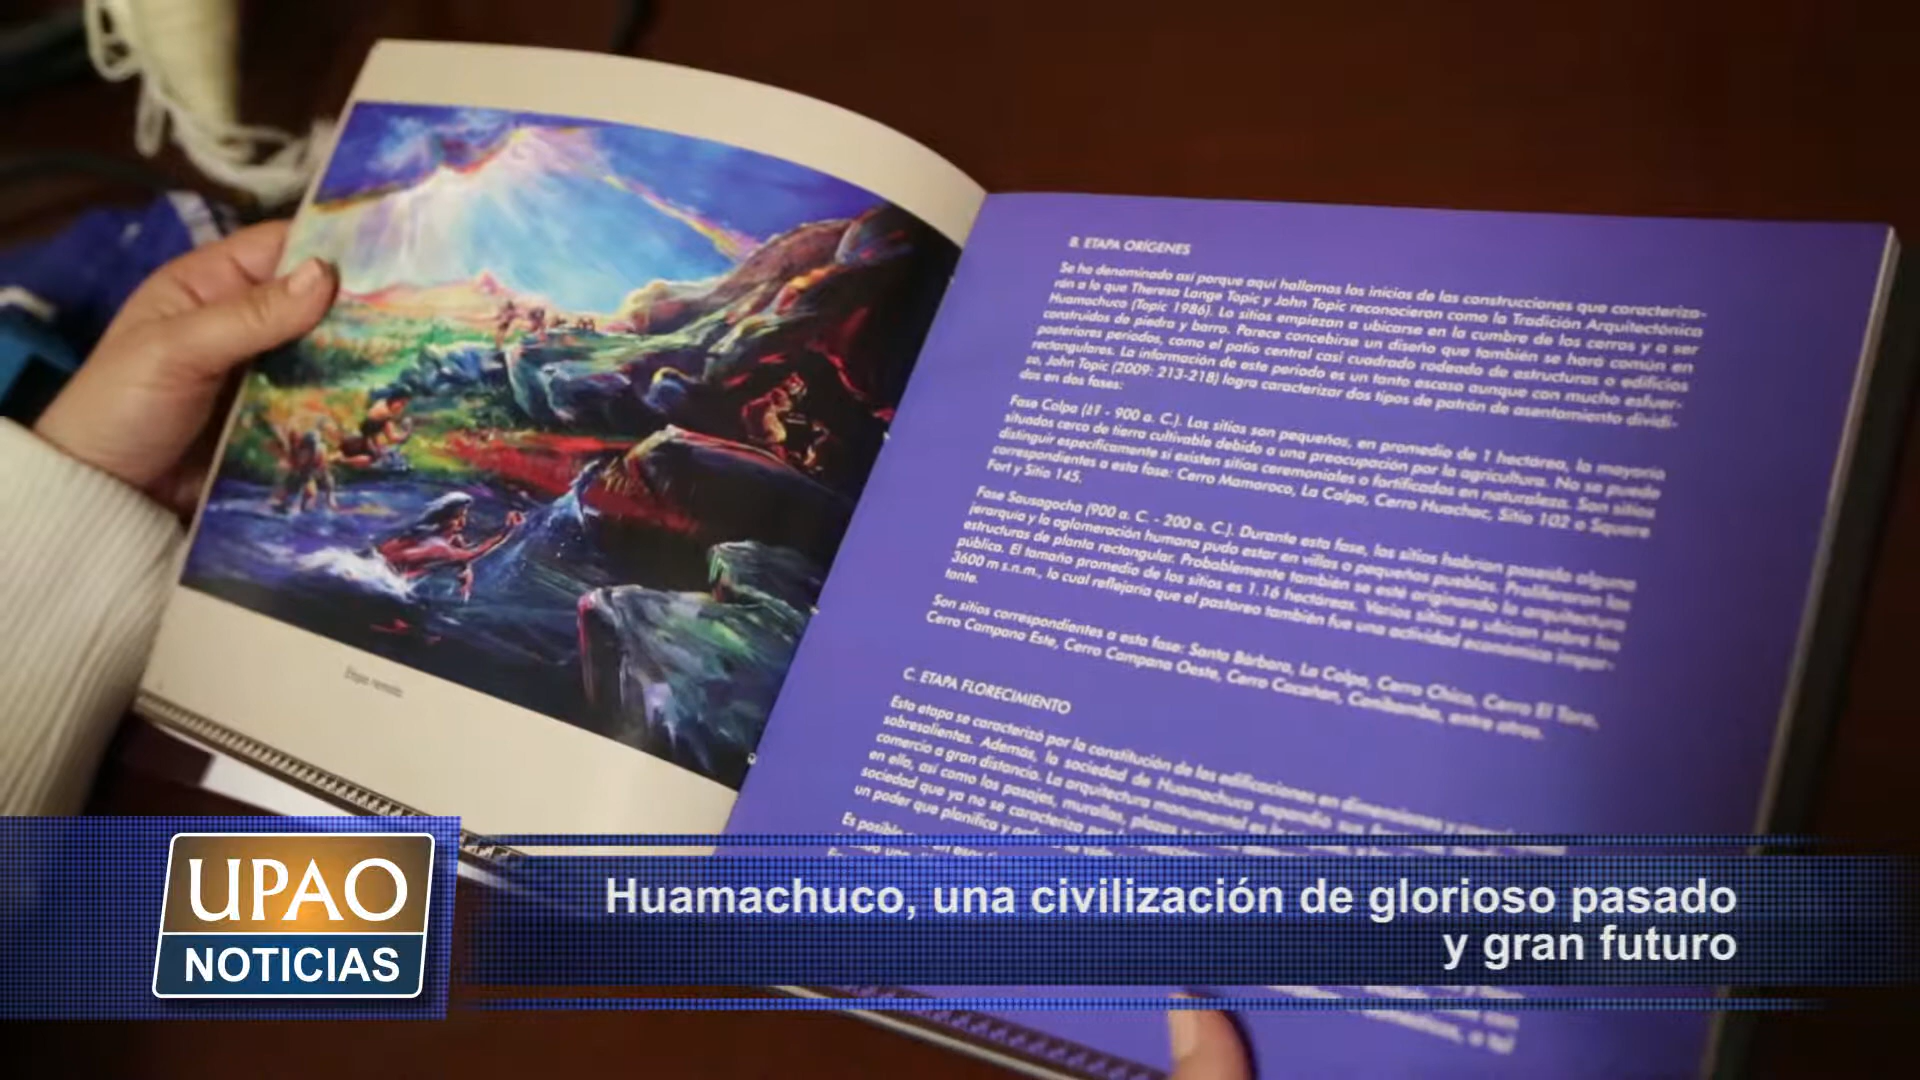 B. ETAPA ORÍGENES
Se ha denominado así porque aquí hallamos los inicios de las construcciones que caracteriza-
rán a lo que Theresa Lange Topic y John Topic reconocieron como la Tradición Arquitectónica
Huamachuco (Topic 1986). Lo sitios empiezan a ubicarse en la cumbre de los cerros y a ser
construidos de piedra y barro. Parece concebirse un diseño que también se hará común en
posteriores periodos, como el patio central casi cuadrado rodeado de estructuras o edificios
rectangulares. La información de este periodo es un tanto escasa aunque con mucho esfuer-
zo, John Topic (2009: 213-218) logra caracterizar dos tipos de patrón de asentamiento dividi-
dos en dos fases:
Fase Colpa (¿? - 900 a. C.). Los sitios son pequeños, en promedio de 1 hectárea, la mayoría
situados cerca de tierra cultivable debido a una preocupación por la agricultura. No se puede
distinguir específicamente si existen sitios ceremoniales o fortificados en naturaleza. Son sitios
correspondientes a esta fase: Cerro Mamoroco, La Colpa, Cerro Huachac, Sitio 102 o Square
Fort y Sitio 145.
Fase Sausagocha (900 a. C. - 200 a. C.). Durante esta fase, los sitios habrían poseído alguna
jerarquía y la aglomeración humana pudo estar en villas o pequeños pueblos. Proliferaron las
estructuras de planta rectangular. Probablemente también se esté originando la arquitectura
pública. El tamaño promedio de los sitios es 1.16 hectáreas. Varios sitios se ubican sobre los
3600 m s.n.m., lo cual reflejaría que el pastoreo también fue una actividad económica impor-
tante.
Son sitios correspondientes a esta fase: Santa Bárbara, La Colpa, Cerro Chico, Cerro El Toro,
Cerro Campana Este, Cerro Campana Oeste, Cerro Cacañan, Canibamba, entre otros.
C. ETAPA FLORECIMIENTO
Esta etapa se caracterizó por la constitución de las edificaciones en dimensiones y
sobresalientes. Además, la sociedad de Huamachuco expandió sus
comercio a gran distancia. La arquitectura monumental es la
en ella, así como los pasajes, murallas, plazas y
sociedad que ya no se caracteriza por
un poder que planifica y
Es posible
Etapa remota
UPAO
NOTICIAS
Huamachuco, una civilización de glorioso pasado
y gran futuro